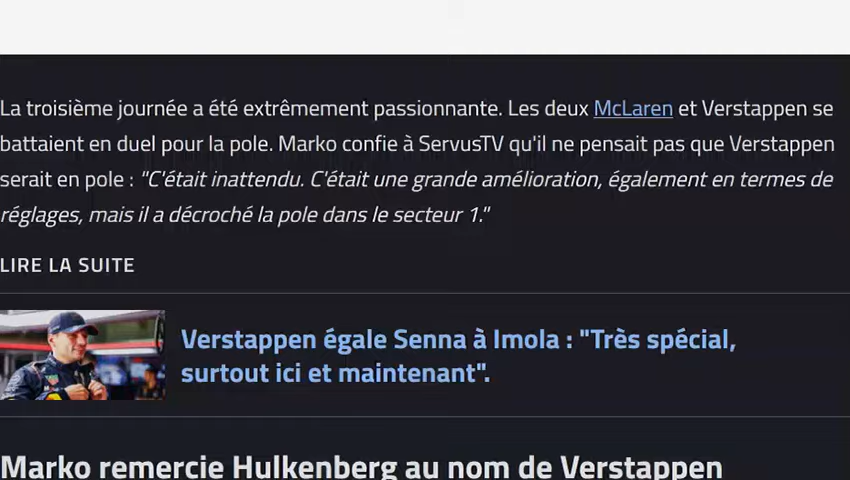 La troisième journée a été extrêmement passionnante. Les deux McLaren et Verstappen se
battaient en duel pour la pole. Marko confie à ServusTV qu'il ne pensait pas que Verstappen
serait en pole : "C'était inattendu. C'était une grande amélioration, également en termes de
réglages, mais il a décroché la pole dans le secteur 1."
LIRE LA SUITE
Verstappen égale Senna à Imola : "Très spécial,
surtout ici et maintenant".
Marko remercie Hulkenberg au nom de Verstappen